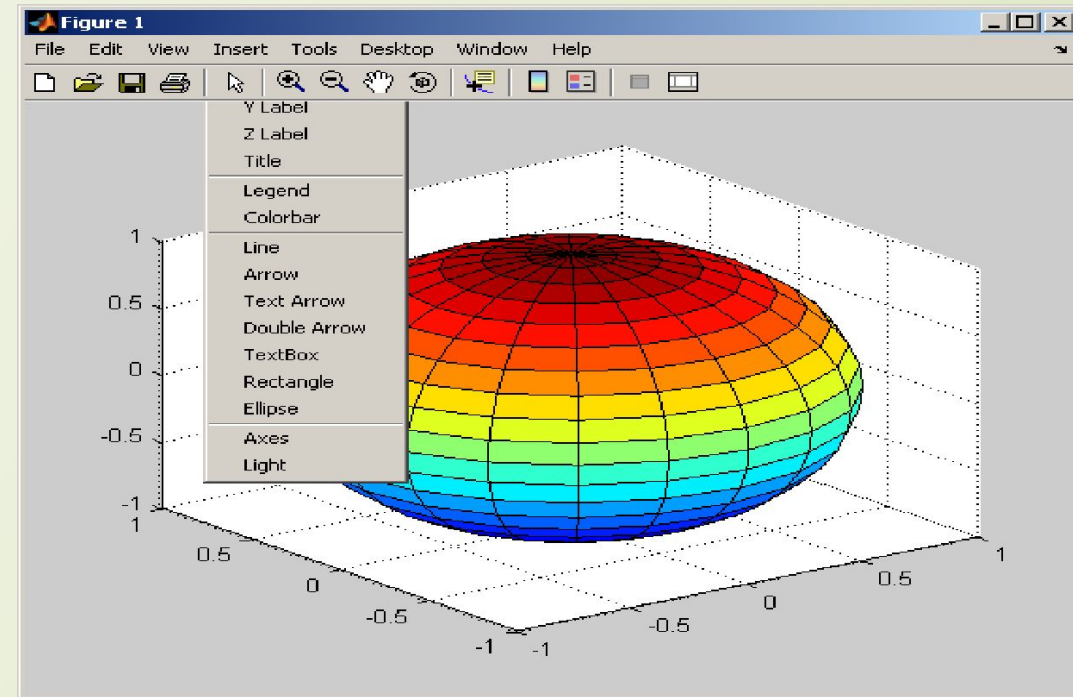 Figure 1
File Edit View Insert Tools Desktop Window Help
Y Label
Z Label
Title
Legend
Colorbar
Line
Arrow
Text Arrow
Double Arrow
TextBox
Rectangle
Ellipse
Axes
Light
1
0.5
0
-0.5
-1
1
0.5
0
-0.5
-1
-1
-0.5
0
0.5
1